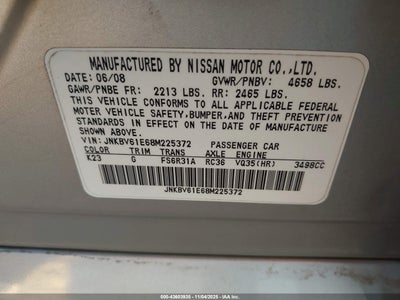 MANUFACTURED BY NISSAN MOTOR CO.,LTD.
DATE: 06/08 GVWR/PNBV: 4658 LBS.
GAWR/PNBE FR: 2213 LBS. RR: 2465 LBS.
THIS VEHICLE CONFORMS TO ALL APPLICABLE FEDERAL
MOTOR VEHICLE SAFETY,BUMPER,AND THEFT PREVENTION
STANDARDS IN EFFECT ON THE DATE OF MANUFACTURE
SHOWN ABOVE.
VIN: JNKBV61E68M225372 PASSENGER CAR
COLOR TRIM TRANS AXLE ENGINE
K23 G FS6R31A RC36 VQ35(HR) 3498CC
JNKBV61E68M225372
STOCK: 43603935 - 11/04/2025 - IAAI.COM